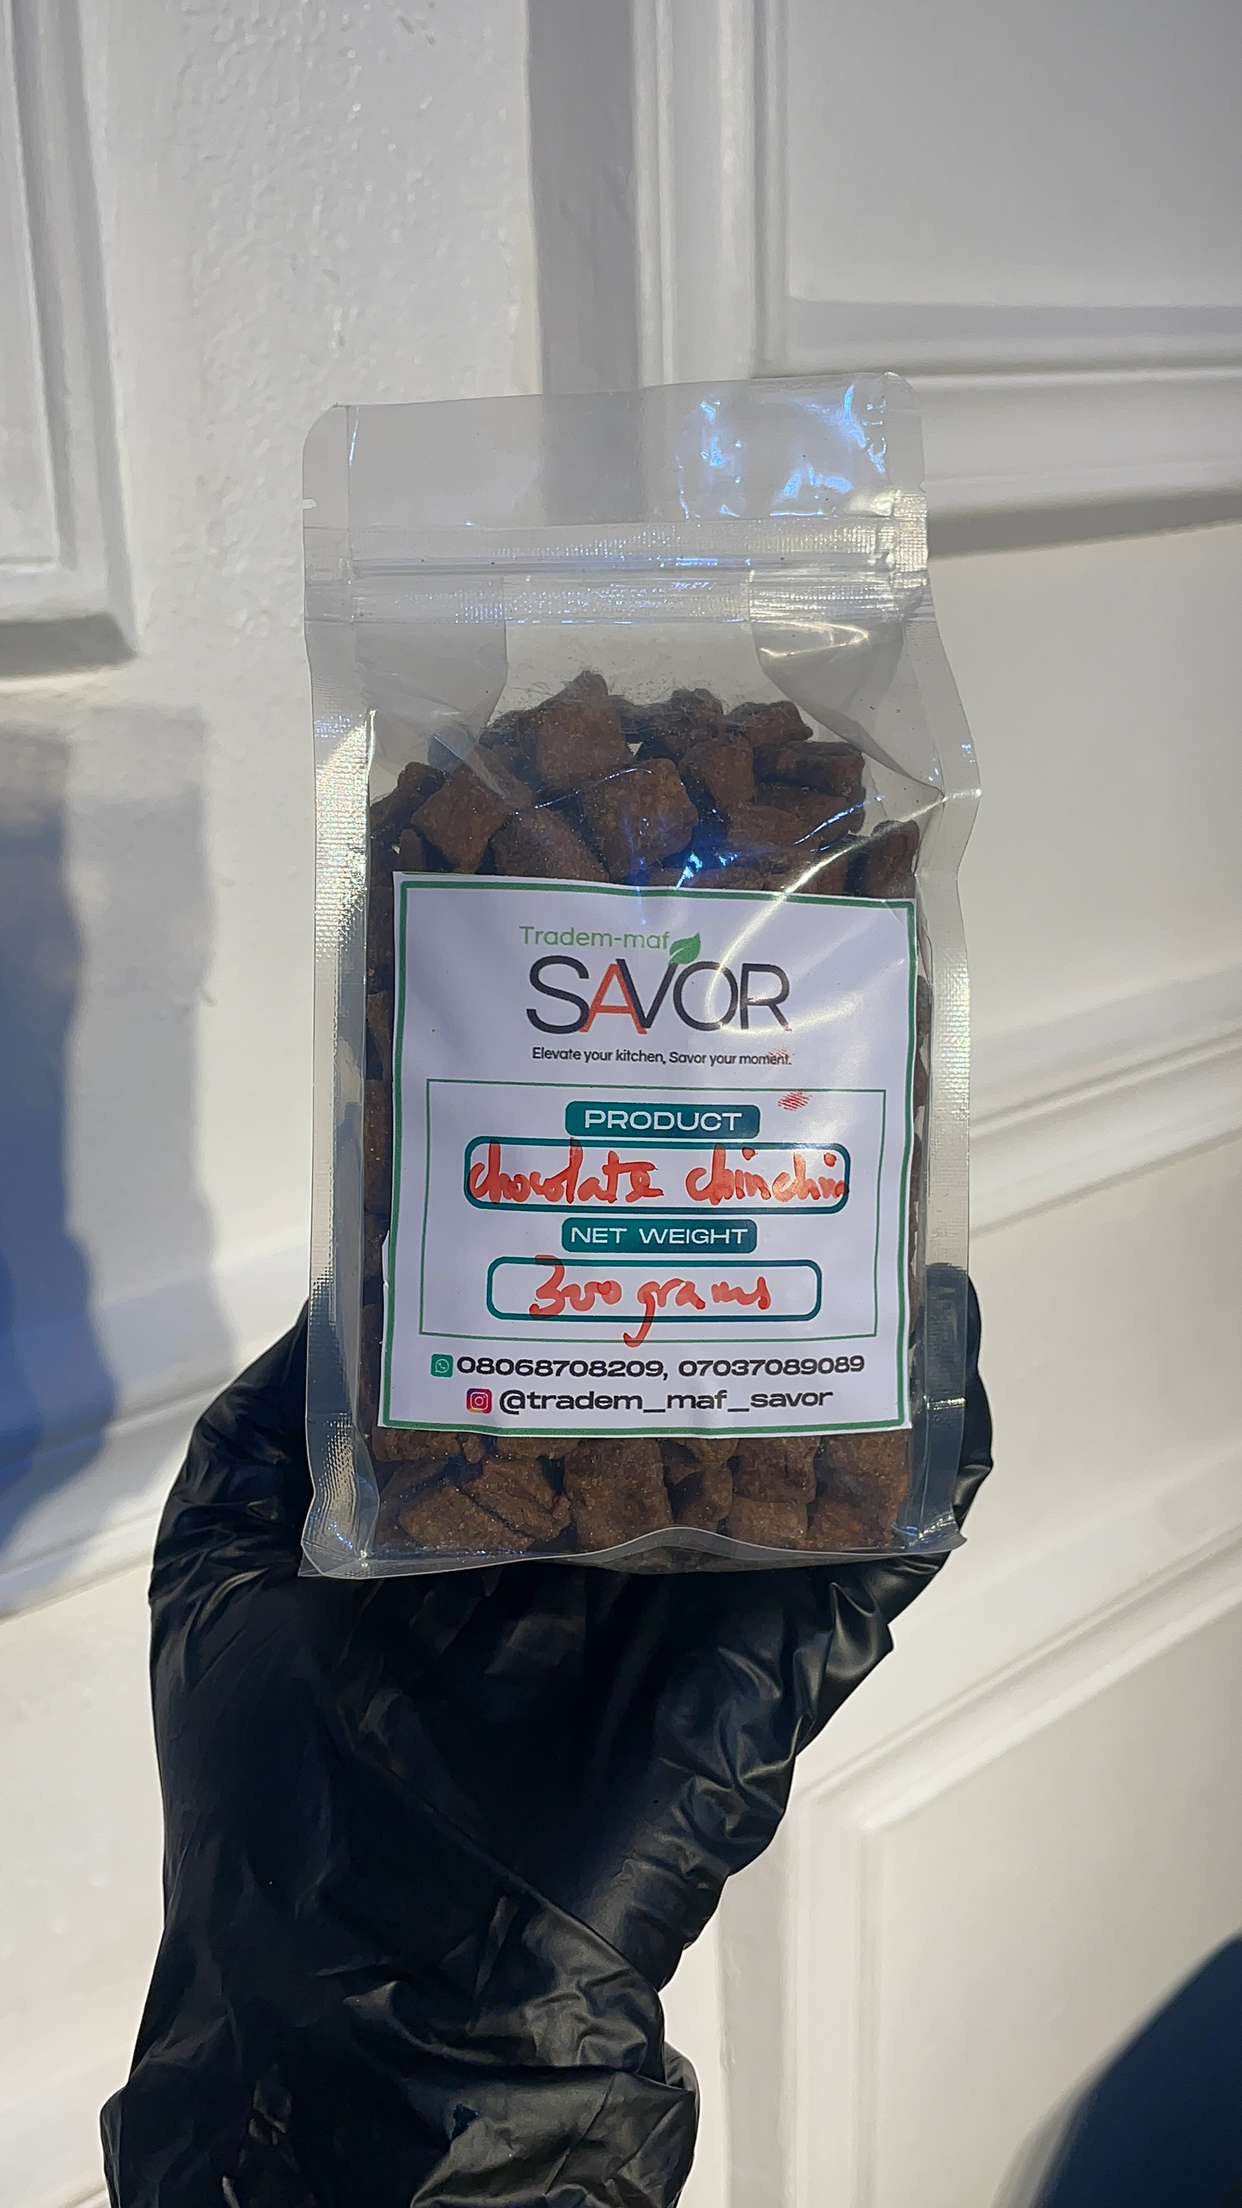 Tradem-maf
SAVOR
Elevate your kitchen, Savor your moment.
PRODUCT
chocolate chinchin
NET WEIGHT
300 grams
08068708209, 07037089089
@tradem_maf_savor